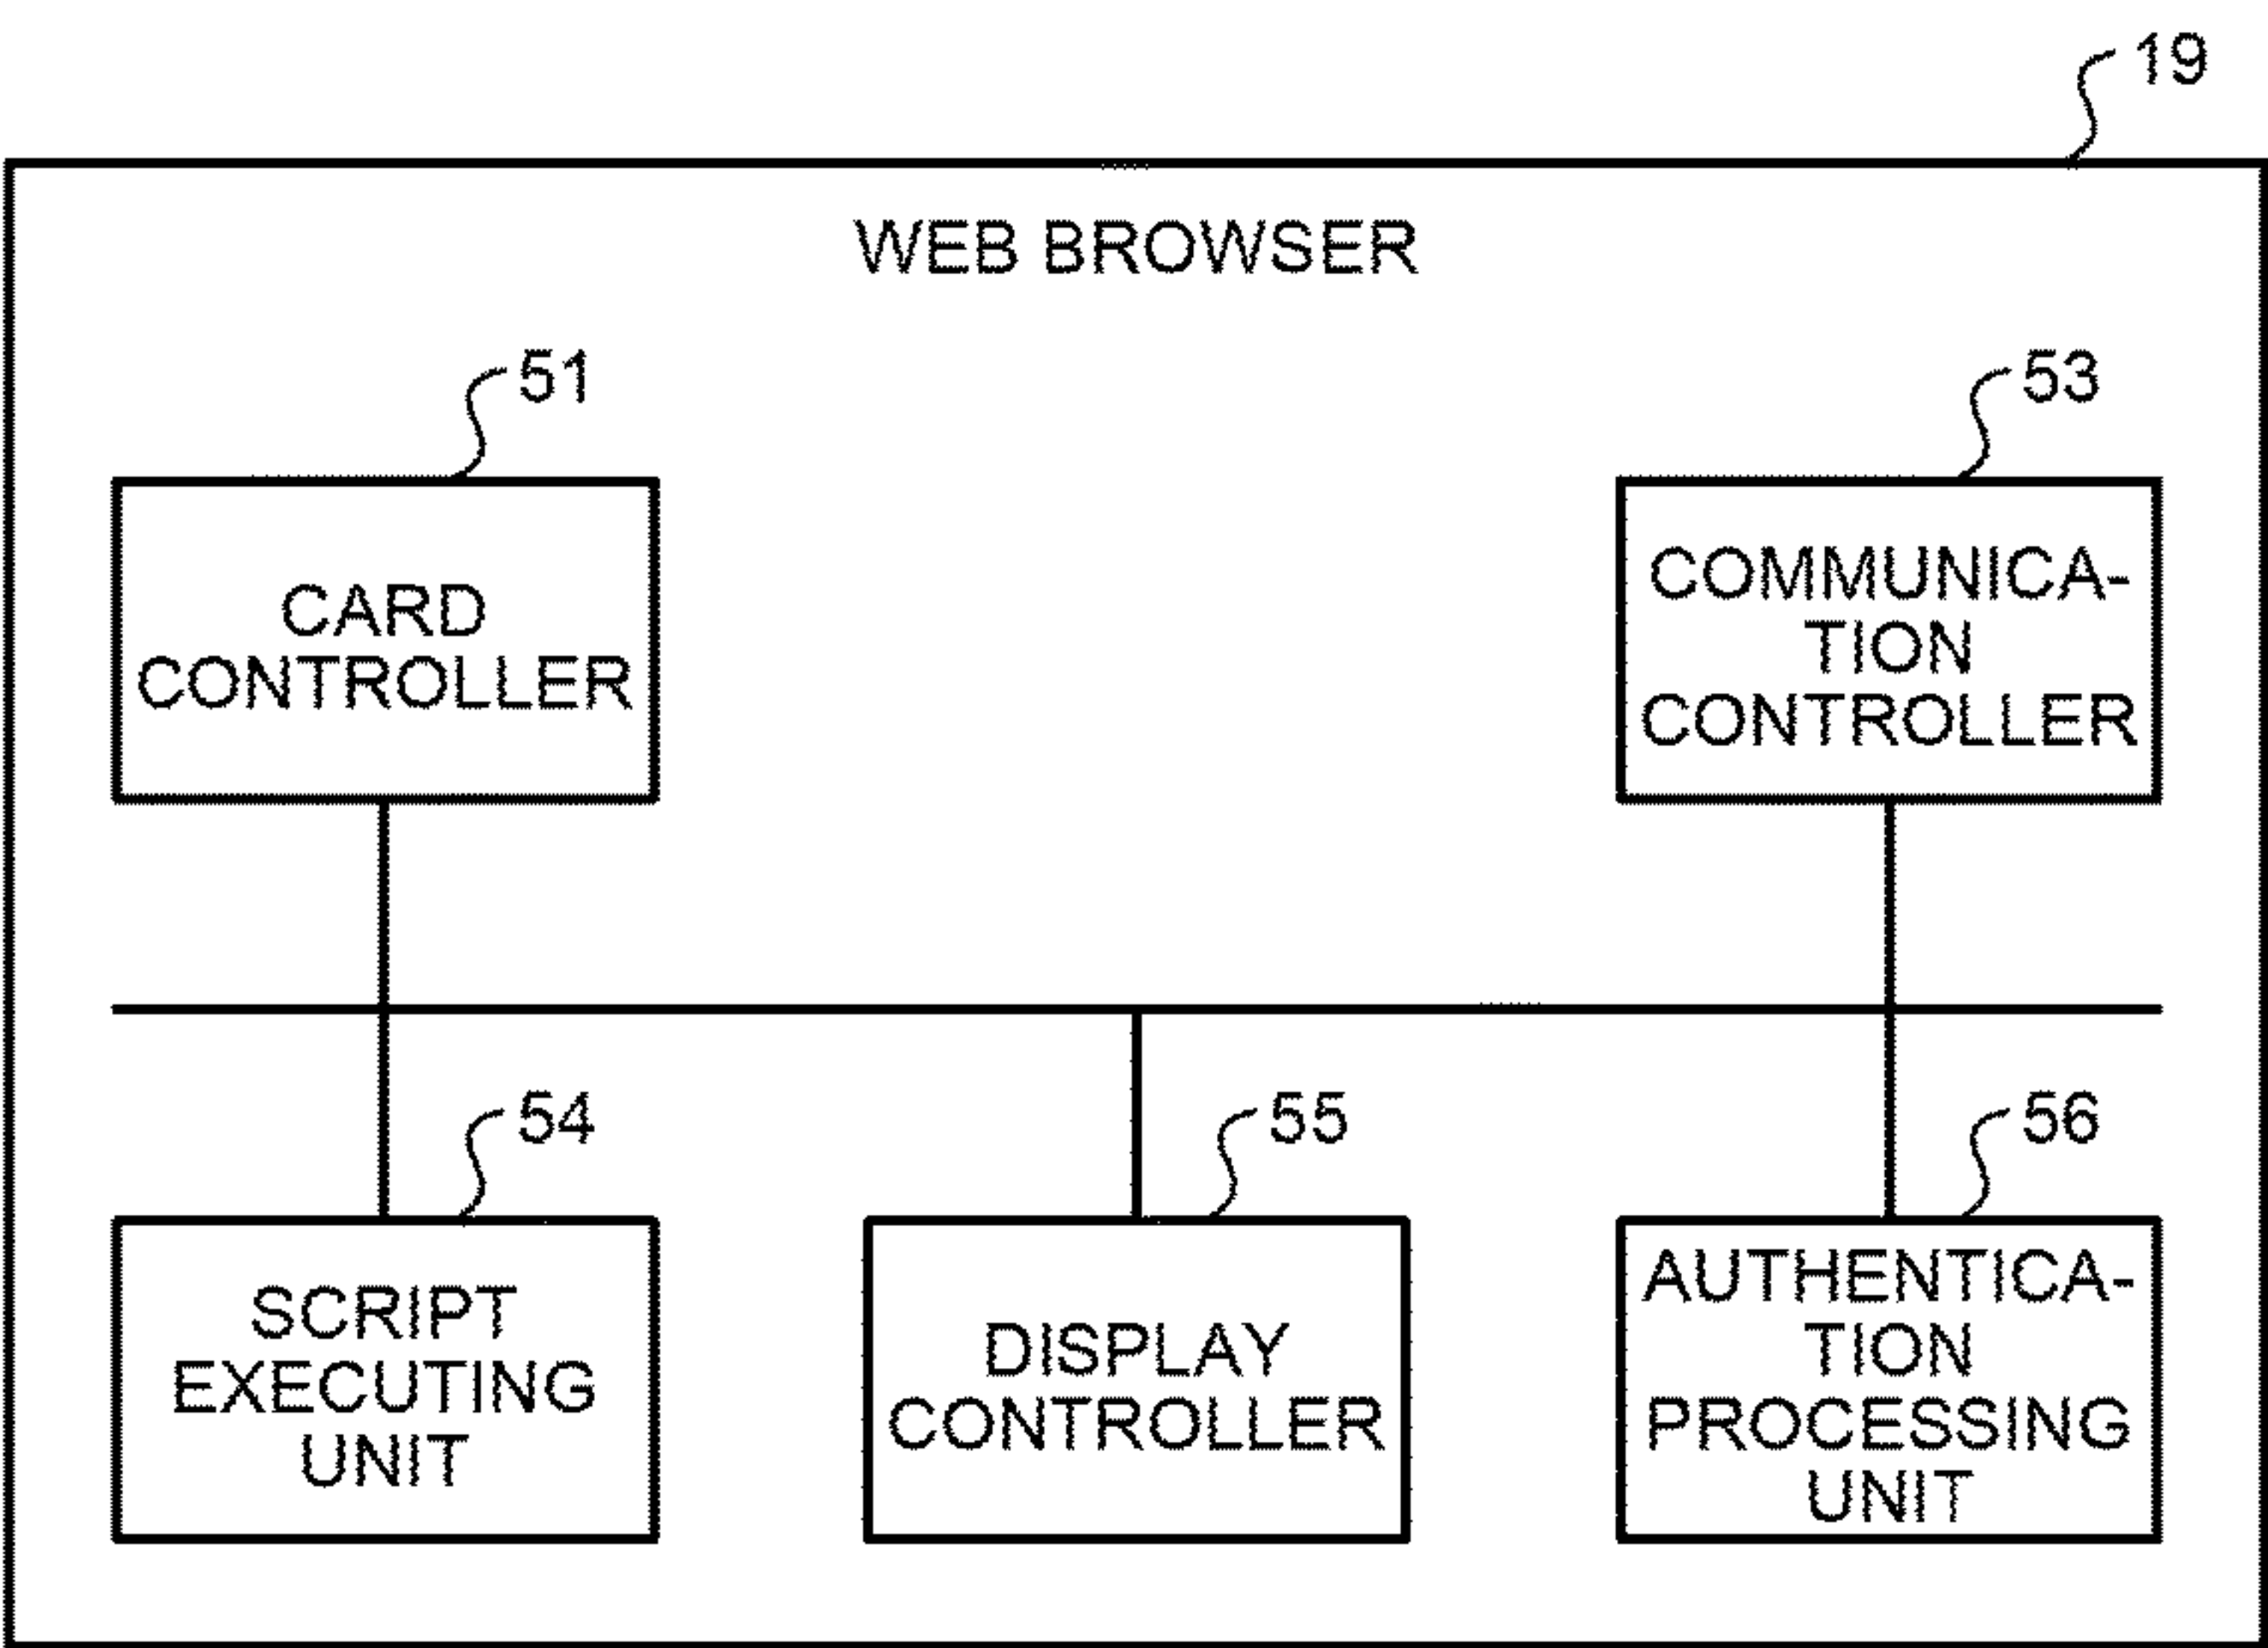 19
WEB BROWSER
51
53
CARD
CONTROLLER
COMMUNICA-
TION
CONTROLLER
54
55
56
SCRIPT
EXECUTING
UNIT
DISPLAY
CONTROLLER
AUTHENTICA-
TION
PROCESSING
UNIT